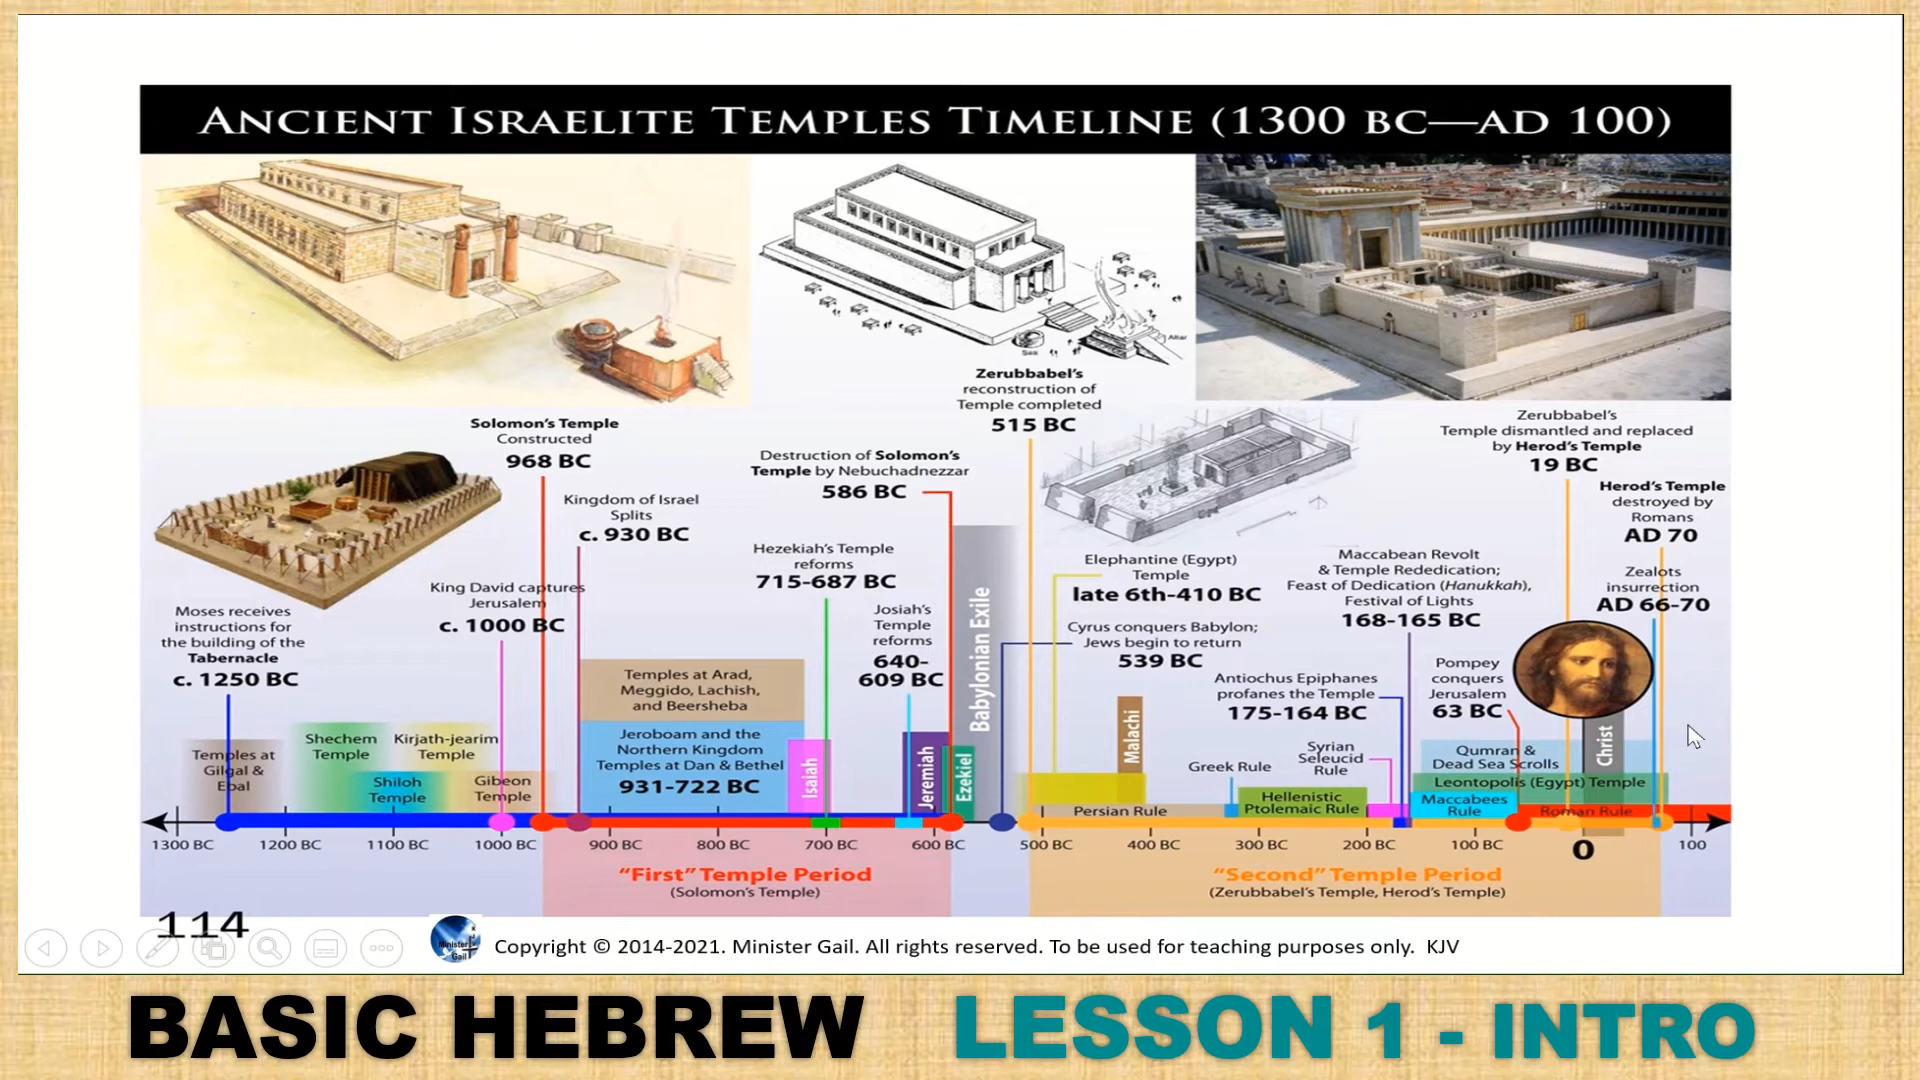 ANCIENT ISRAELITE TEMPLES TIMELINE (1300 BC—AD 100)
Sea
Altar
Zerubbabel's
reconstruction of
Temple completed
515 BC
Solomon's Temple
Constructed
968 BC
Kingdom of Israel
Splits
c. 930 BC
King David captures
Jerusalem
c. 1000 BC
Moses receives
instructions for
the building of the
Tabernacle
c. 1250 BC
Destruction of Solomon's
Temple by Nebuchadnezzar
586 BC
Hezekiah's Temple
reforms
715-687 BC
Josiah's
Temple
reforms
640-
609 BC
Babylonian Exile
Elephantine (Egypt)
Temple
late 6th-410 BC
Cyrus conquers Babylon;
Jews begin to return
539 BC
Zerubbabel's
Temple dismantled and replaced
by Herod's Temple
19 BC
Herod's Temple
destroyed by
Romans
AD 70
Zealots
insurrection
AD 66-70
Maccabean Revolt
& Temple Rededication;
Feast of Dedication (Hanukkah),
Festival of Lights
168-165 BC
Antiochus Epiphanes
profanes the Temple
175-164 BC
Pompey
conquers
Jerusalem
63 BC
Temples at
Gilgal &
Ebal
Shechem
Temple
Kirjath-jearim
Temple
Shiloh
Temple
Gibeon
Temple
Temples at Arad,
Meggido, Lachish,
and Beersheba
Jeroboam and the
Northern Kingdom
Temples at Dan & Bethel
931-722 BC
Isaiah
Jeremiah
Ezekiel
Malachi
Christ
Greek Rule
Syrian
Seleucid
Rule
Qumran &
Dead Sea Scrolls
Leontopolis (Egypt) Temple
Persian Rule
Hellenistic
Ptolemaic Rule
Maccabees
Rule
Roman Rule
1300 BC 1200 BC 1100 BC 1000 BC 900 BC 800 BC 700 BC 600 BC 500 BC 400 BC 300 BC 200 BC 100 BC 0 100
"First" Temple Period
(Solomon's Temple)
"Second" Temple Period
(Zerubbabel's Temple, Herod's Temple)
114
Minister
Gail
Copyright © 2014-2021. Minister Gail. All rights reserved. To be used for teaching purposes only. KJV
BASIC HEBREW LESSON 1 - INTRO